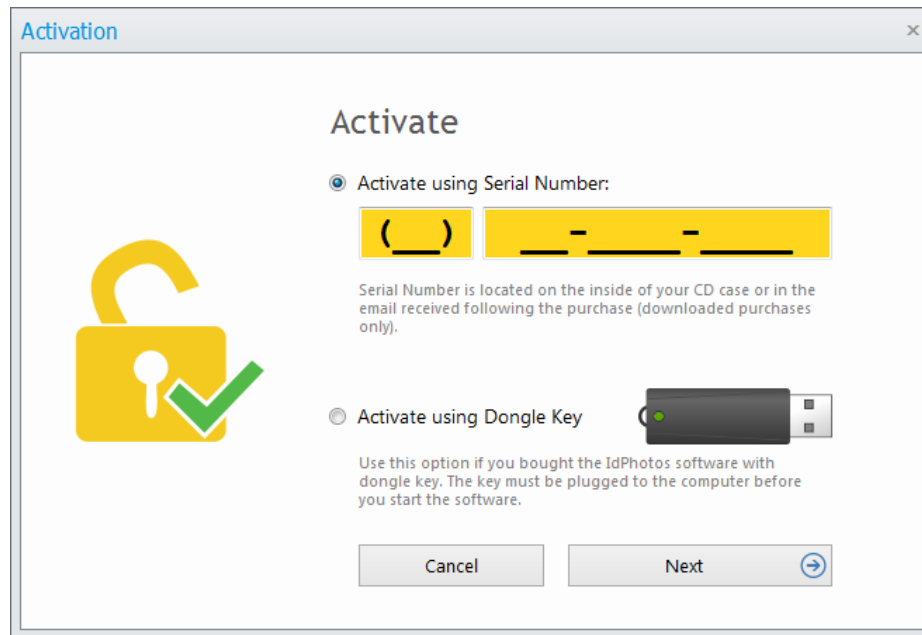 Activation
Activate
Activate using Serial Number:
(__) __-____-____
Serial Number is located on the inside of your CD case or in the
email received following the purchase (downloaded purchases
only).
Activate using Dongle Key
Use this option if you bought the IdPhotos software with
dongle key. The key must be plugged to the computer before
you start the software.
Cancel Next